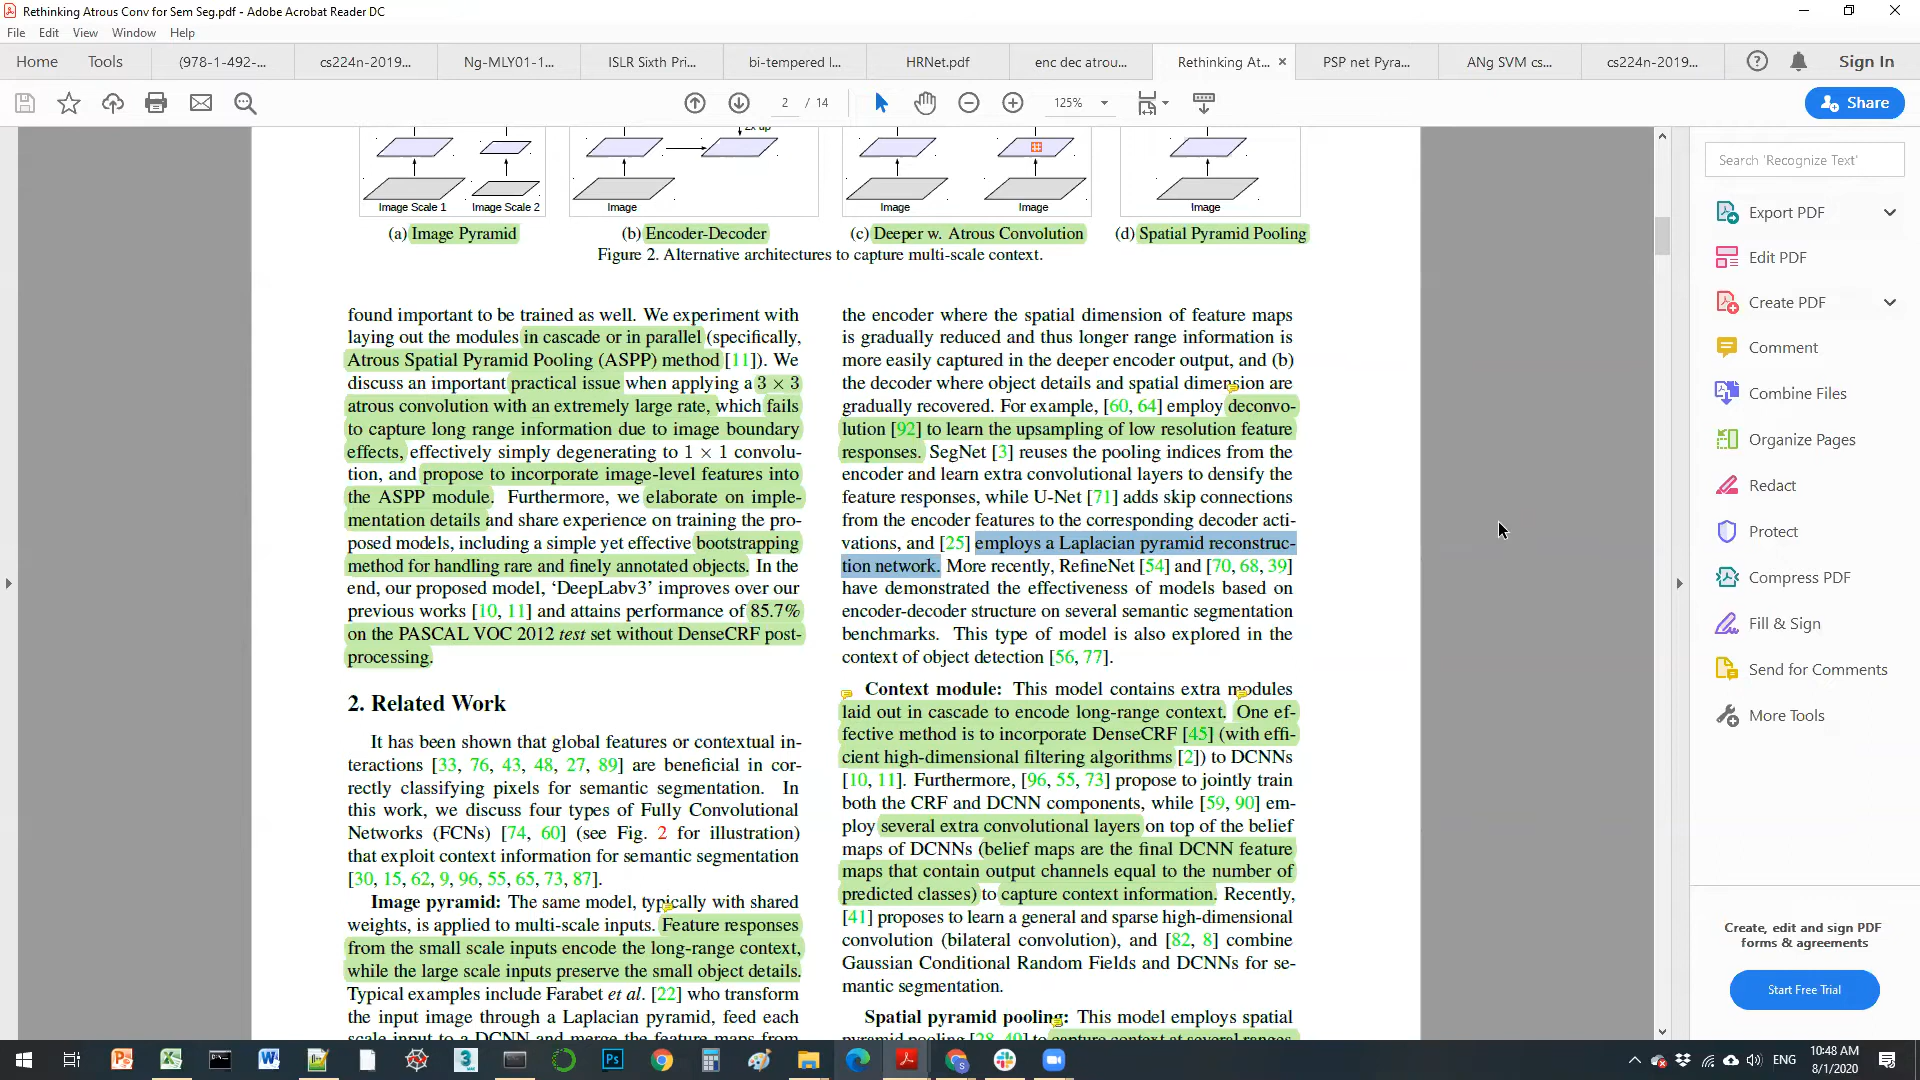 Rethinking Atrous Conv for Sem Seg.pdf - Adobe Acrobat Reader DC
File Edit View Window Help
Home Tools (978-1-492-... cs224n-2019... Ng-MLY01-1... ISLR Sixth Pri... bi-tempered l... HRNet.pdf enc dec atrou... Rethinking At... × PSP net Pyra... ANg SVM cs... cs224n-2019... Sign In
2 / 14 125% Share
Image Scale 1 Image Scale 2 Image Image Image Image
(a) Image Pyramid (b) Encoder-Decoder (c) Deeper w. Atrous Convolution (d) Spatial Pyramid Pooling
Figure 2. Alternative architectures to capture multi-scale context.
found important to be trained as well. We experiment with
laying out the modules in cascade or in parallel (specifically,
Atrous Spatial Pyramid Pooling (ASPP) method [11]). We
discuss an important practical issue when applying a 3 × 3
atrous convolution with an extremely large rate, which fails
to capture long range information due to image boundary
effects, effectively simply degenerating to 1 × 1 convolu-
tion, and propose to incorporate image-level features into
the ASPP module. Furthermore, we elaborate on imple-
mentation details and share experience on training the pro-
posed models, including a simple yet effective bootstrapping
method for handling rare and finely annotated objects. In the
end, our proposed model, ‘DeepLabv3’ improves over our
previous works [10, 11] and attains performance of 85.7%
on the PASCAL VOC 2012 test set without DenseCRF post-
processing.
2. Related Work
It has been shown that global features or contextual in-
teractions [33, 76, 43, 48, 27, 89] are beneficial in cor-
rectly classifying pixels for semantic segmentation. In
this work, we discuss four types of Fully Convolutional
Networks (FCNs) [74, 60] (see Fig. 2 for illustration)
that exploit context information for semantic segmentation
[30, 15, 62, 9, 96, 55, 65, 73, 87].
Image pyramid: The same model, typically with shared
weights, is applied to multi-scale inputs. Feature responses
from the small scale inputs encode the long-range context,
while the large scale inputs preserve the small object details.
Typical examples include Farabet et al. [22] who transform
the input image through a Laplacian pyramid, feed each
scale input to a DCNN and merge the feature maps from
the encoder where the spatial dimension of feature maps
is gradually reduced and thus longer range information is
more easily captured in the deeper encoder output, and (b)
the decoder where object details and spatial dimension are
gradually recovered. For example, [60, 64] employ deconvo-
lution [92] to learn the upsampling of low resolution feature
responses. SegNet [3] reuses the pooling indices from the
encoder and learn extra convolutional layers to densify the
feature responses, while U-Net [71] adds skip connections
from the encoder features to the corresponding decoder acti-
vations, and [25] employs a Laplacian pyramid reconstruc-
tion network. More recently, RefineNet [54] and [70, 68, 39]
have demonstrated the effectiveness of models based on
encoder-decoder structure on several semantic segmentation
benchmarks. This type of model is also explored in the
context of object detection [56, 77].
Context module: This model contains extra modules
laid out in cascade to encode long-range context. One ef-
fective method is to incorporate DenseCRF [45] (with effi-
cient high-dimensional filtering algorithms [2]) to DCNNs
[10, 11]. Furthermore, [96, 55, 73] propose to jointly train
both the CRF and DCNN components, while [59, 90] em-
ploy several extra convolutional layers on top of the belief
maps of DCNNs (belief maps are the final DCNN feature
maps that contain output channels equal to the number of
predicted classes) to capture context information. Recently,
[41] proposes to learn a general and sparse high-dimensional
convolution (bilateral convolution), and [82, 8] combine
Gaussian Conditional Random Fields and DCNNs for se-
mantic segmentation.
Spatial pyramid pooling: This model employs spatial
pyramid pooling [28, 49] to capture context at several ranges
Search 'Recognize Text'
Export PDF
Edit PDF
Create PDF
Comment
Combine Files
Organize Pages
Redact
Protect
Compress PDF
Fill & Sign
Send for Comments
More Tools
Create, edit and sign PDF
forms & agreements
Start Free Trial
ENG
10:48 AM
8/1/2020